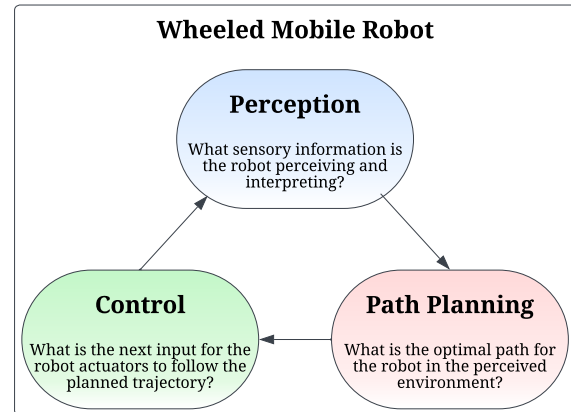 Wheeled Mobile Robot
Perception
What sensory information is
the robot perceiving and
interpreting?
Control
What is the next input for the
robot actuators to follow the
planned trajectory?
Path Planning
What is the optimal path for
the robot in the perceived
environment?